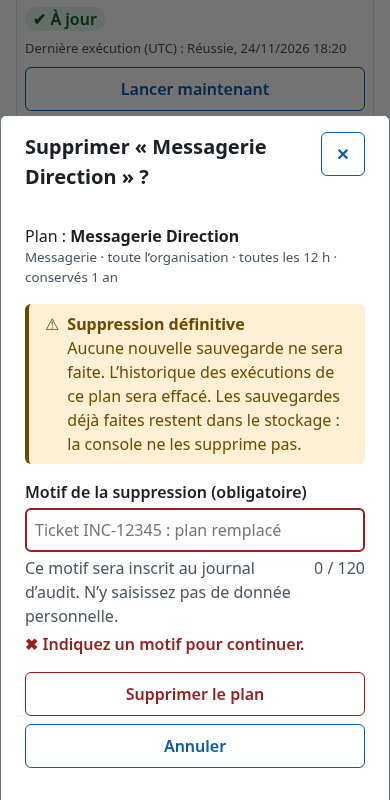 ✔ À jour
Dernière exécution (UTC) : Réussie, 24/11/2026 18:20
Lancer maintenant
Supprimer « Messagerie
Direction » ?
×
Plan : Messagerie Direction
Messagerie · toute l’organisation · toutes les 12 h ·
conservés 1 an
⚠ Suppression définitive
Aucune nouvelle sauvegarde ne sera
faite. L’historique des exécutions de
ce plan sera effacé. Les sauvegardes
déjà faites restent dans le stockage :
la console ne les supprime pas.
Motif de la suppression (obligatoire)
Ticket INC-12345 : plan remplacé
Ce motif sera inscrit au journal 0 / 120
d’audit. N’y saisissez pas de donnée
personnelle.
✖ Indiquez un motif pour continuer.
Supprimer le plan
Annuler